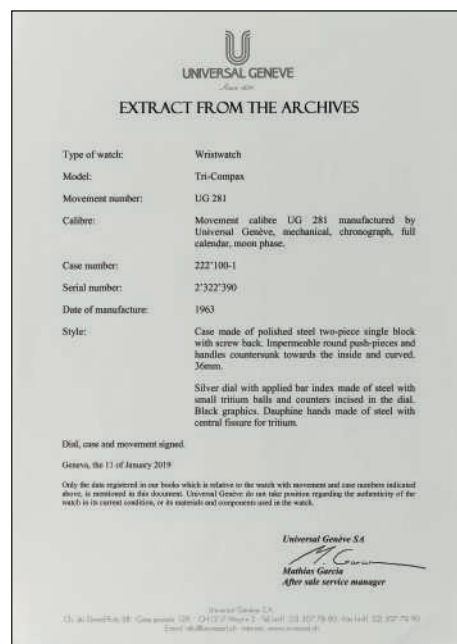 UNIVERSAL GENEVE
EXTRACT FROM THE ARCHIVES
Type of watch: Wristwatch
Model: Tri-Compax
Movement number: UG 281
Calibre: Movement calibre UG 281 manufactured by
Universal Genève, mechanical, chronograph, full
calendar, moon phase.
Case number: 222'100-1
Serial number: 2'322'390
Date of manufacture: 1963
Style: Case made of polished steel two-piece single block
with screw back. Impermeable round push-pieces and
handles countersunk towards the inside and curved.
36mm.
Silver dial with applied bar index made of steel with
small tritium balls and counters incised in the dial.
Black graphics. Dauphine hands made of steel with
central fissure for tritium.
Dial, case and movement signed.
Geneva, the 11 of January 2019
Only the data registered in our books which is relative to the watch with movement and case numbers indicated
above, is mentioned in this document. Universal Genève do not take position regarding the authenticity of the
watch in its current condition, or its materials and components used in the watch.
Universal Genève SA
Mathias Garcia
After sale service manager
Universal Genève S.A.